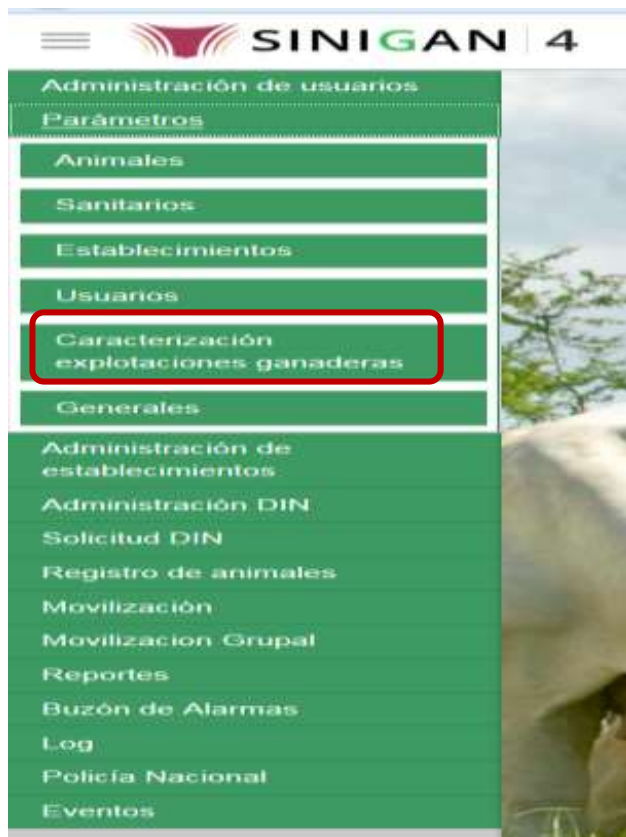 SINIGAN 4
Administración de usuarios
Parámetros
Animales
Sanitarios
Establecimientos
Usuarios
Caracterización
explotaciones ganaderas
Generales
Administración de
establecimientos
Administración DIN
Solicitud DIN
Registro de animales
Movilización
Movilizacion Grupal
Reportes
Buzón de Alarmas
Log
Policía Nacional
Eventos